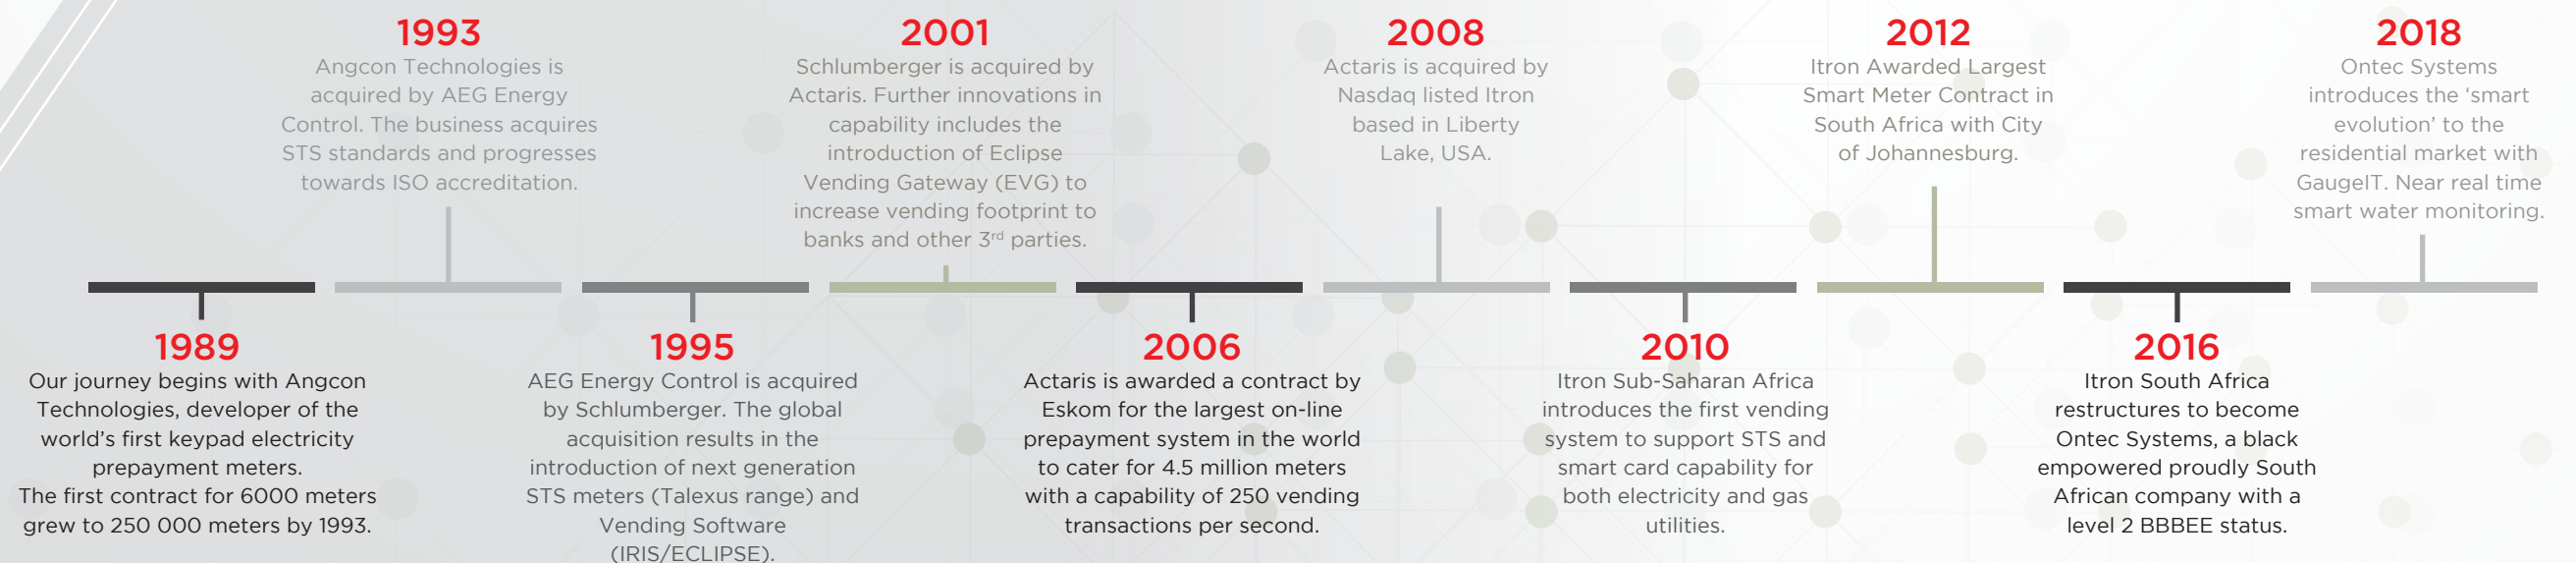 1989
Our journey begins with Angcon
Technologies, developer of the
world’s first keypad electricity
prepayment meters.
The first contract for 6000 meters
grew to 250 000 meters by 1993.
1993
Angcon Technologies is
acquired by AEG Energy
Control. The business acquires
STS standards and progresses
towards ISO accreditation.
1995
AEG Energy Control is acquired
by Schlumberger. The global
acquisition results in the
introduction of next generation
STS meters (Talexus range) and
Vending Software
(IRIS/ECLIPSE).
2001
Schlumberger is acquired by
Actaris. Further innovations in
capability includes the
introduction of Eclipse
Vending Gateway (EVG) to
increase vending footprint to
banks and other 3rd parties.
2006
Actaris is awarded a contract by
Eskom for the largest on-line
prepayment system in the world
to cater for 4.5 million meters
with a capability of 250 vending
transactions per second.
2008
Actaris is acquired by
Nasdaq listed Itron
based in Liberty
Lake, USA.
2010
Itron Sub-Saharan Africa
introduces the first vending
system to support STS and
smart card capability for
both electricity and gas
utilities.
2012
Itron Awarded Largest
Smart Meter Contract in
South Africa with City
of Johannesburg.
2016
Itron South Africa
restructures to become
Ontec Systems, a black
empowered proudly South
African company with a
level 2 BBBEE status.
2018
Ontec Systems
introduces the ‘smart
evolution’ to the
residential market with
GaugeIT. Near real time
smart water monitoring.